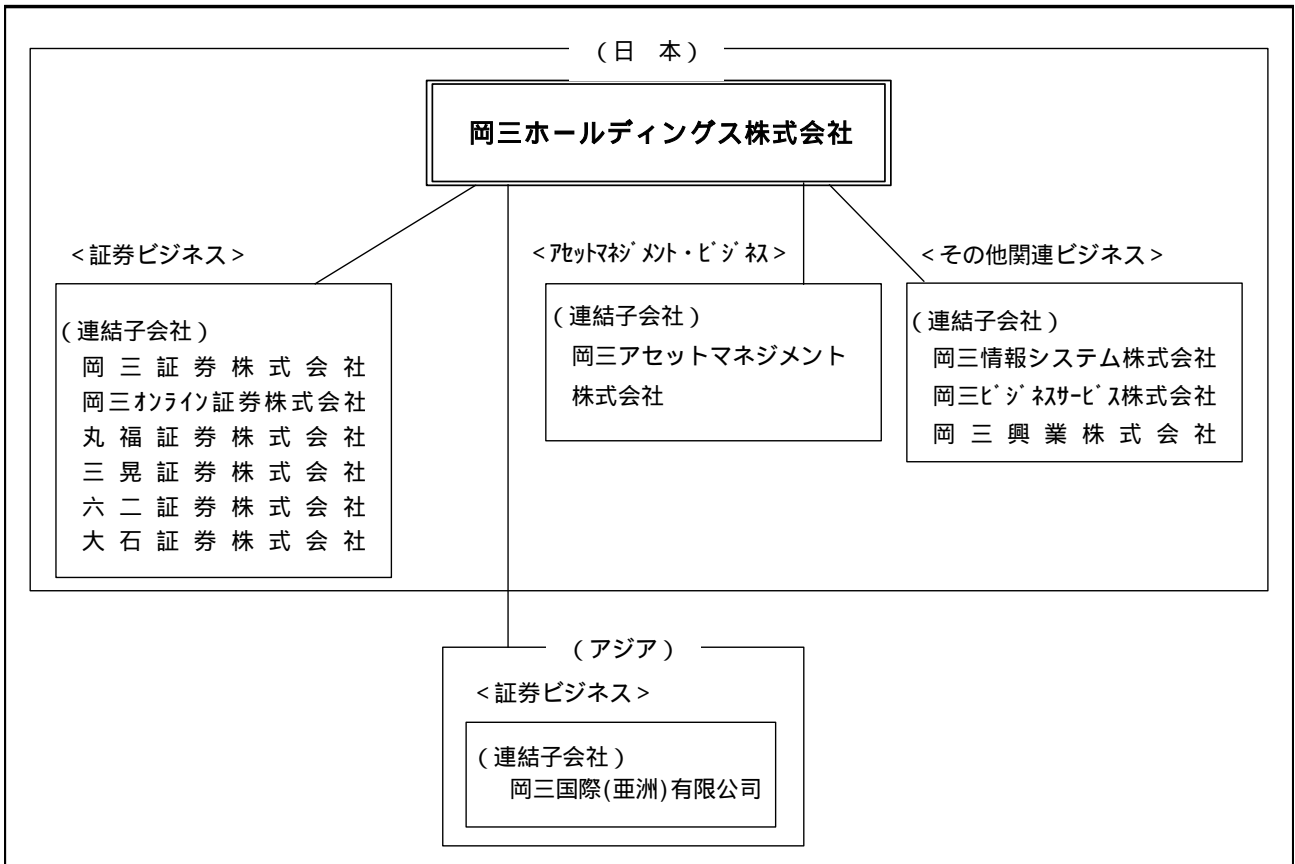 (日　本)
岡三ホールディングス株式会社
<証券ビジネス>
(連結子会社)
岡 三 証 券 株 式 会 社
岡三ｵﾝﾗｲﾝ証券株式会社
丸 福 証 券 株 式 会 社
三 晃 証 券 株 式 会 社
六 二 証 券 株 式 会 社
大 石 証 券 株 式 会 社
<ｱｾｯﾄﾏﾈｼﾞﾒﾝﾄ・ﾋﾞｼﾞﾈｽ>
(連結子会社)
岡三アセットマネジメント
株式会社
<その他関連ビジネス>
(連結子会社)
岡三情報システム株式会社
岡三ﾋﾞｼﾞﾈｽｻｰﾋﾞｽ株式会社
岡 三 興 業 株 式 会 社
(アジア)
<証券ビジネス>
(連結子会社)
岡三国際(亜洲)有限公司